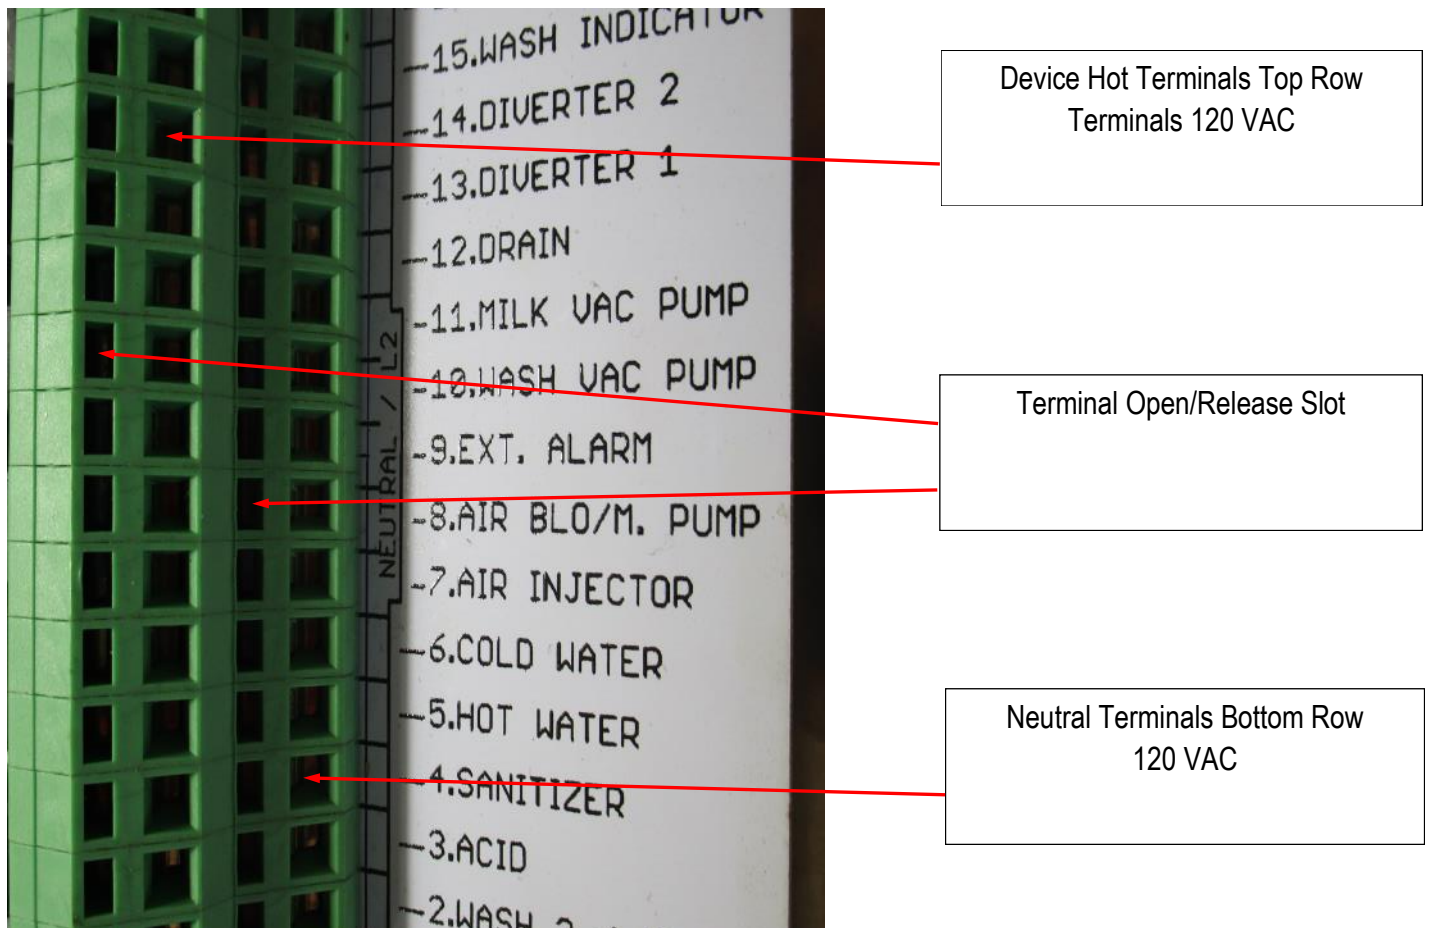 15.WASH INDICATOR
14.DIVERTER 2
13.DIVERTER 1
12.DRAIN
11.MILK VAC PUMP
10.WASH VAC PUMP
9.EXT. ALARM
8.AIR BLO/M. PUMP
7.AIR INJECTOR
6.COLD WATER
5.HOT WATER
4.SANITIZER
3.ACID
2.WASH
NEUTRAL / L2
Device Hot Terminals Top Row
Terminals 120 VAC
Terminal Open/Release Slot
Neutral Terminals Bottom Row
120 VAC